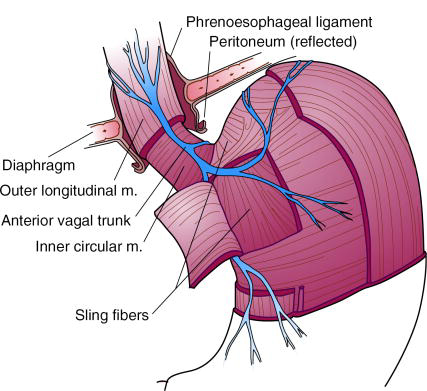 Phrenoesophageal ligament
Peritoneum (reflected)
Diaphragm
Outer longitudinal m.
Anterior vagal trunk
Inner circular m.
Sling fibers